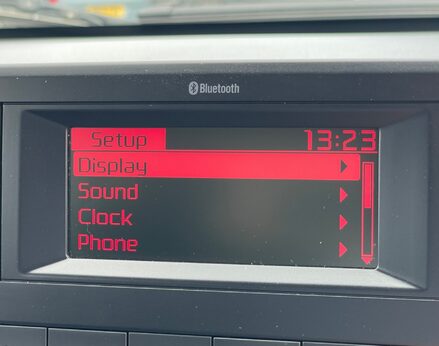 Bluetooth
Setup 13:23
Display
Sound
Clock
Phone